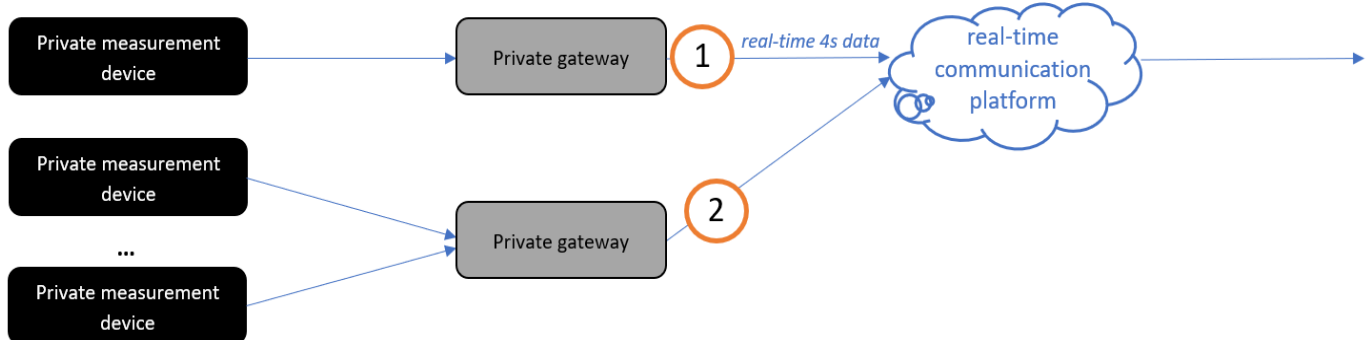 Private measurement
device
Private gateway
1
real-time 4s data
real-time
communication
platform
Private measurement
device
...
Private measurement
device
Private gateway
2